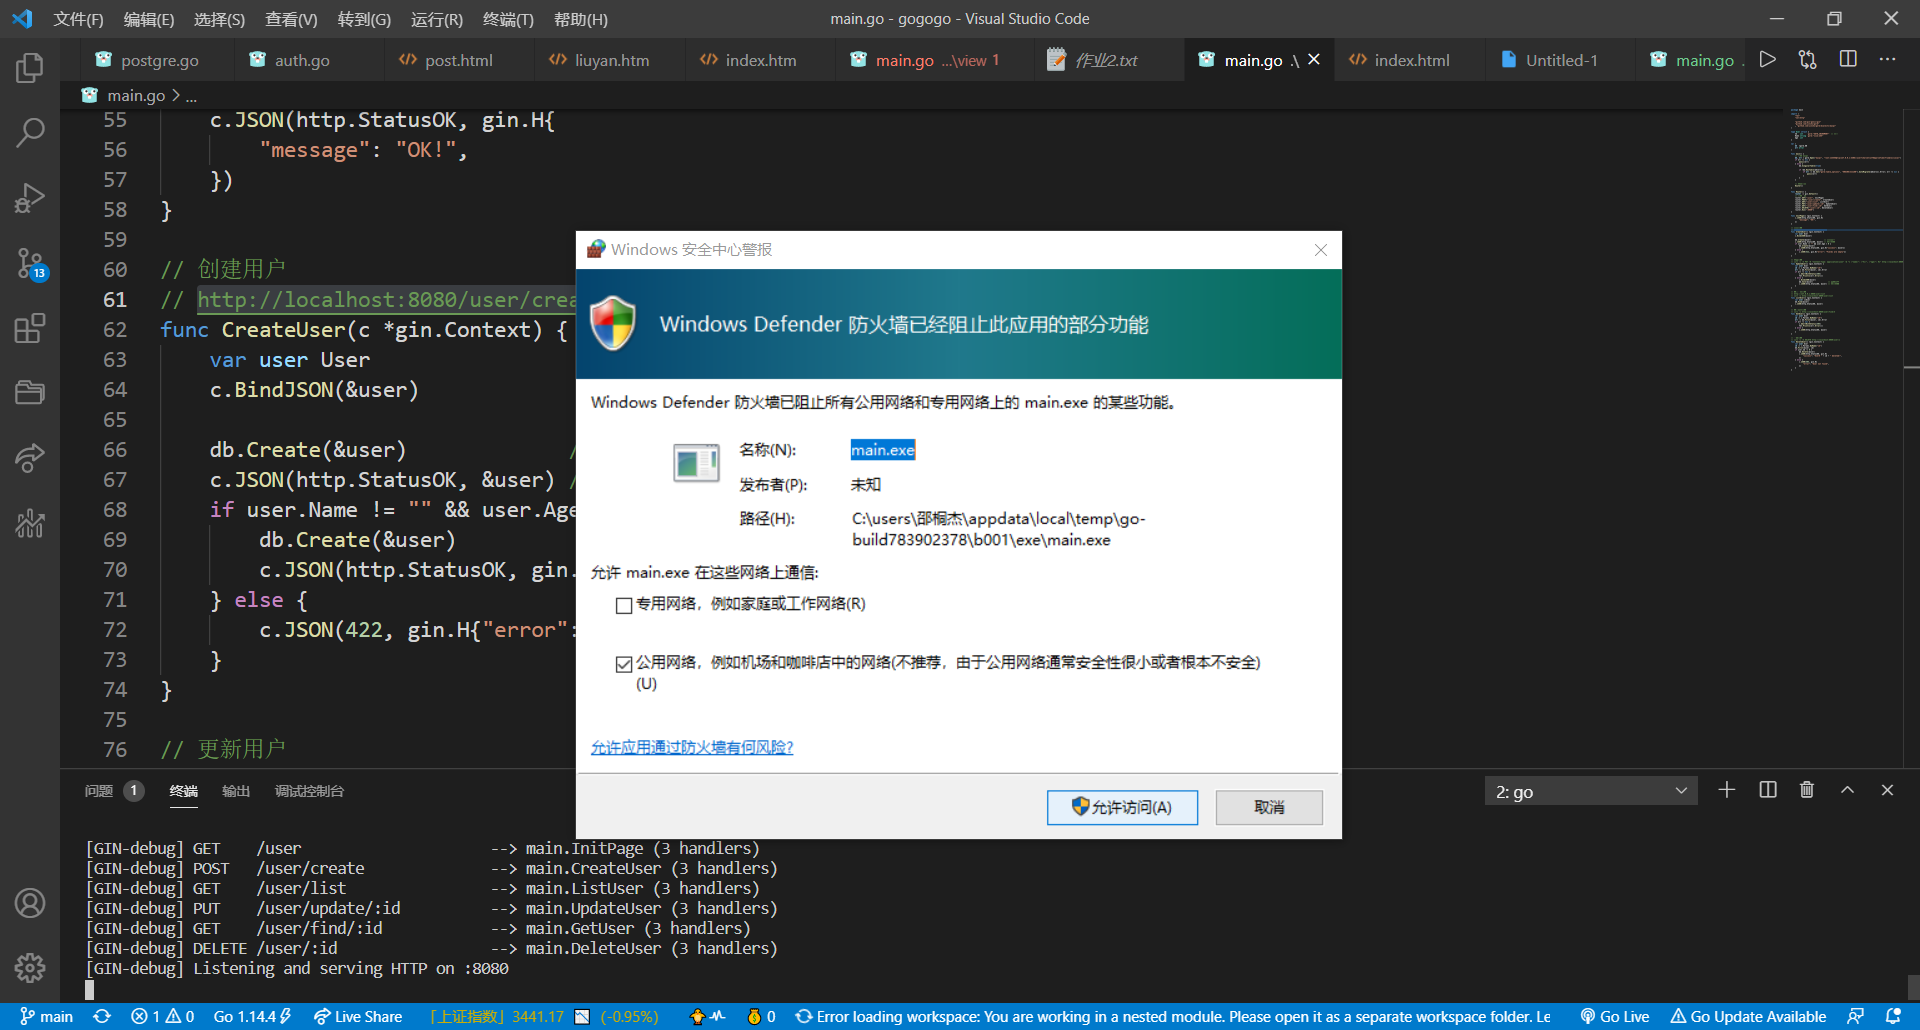 文件(F) 编辑(E) 选择(S) 查看(V) 转到(G) 运行(R) 终端(T) 帮助(H) main.go - gogogo - Visual Studio Code
postgre.go auth.go post.html liuyan.htm index.htm main.go ...\view 1 作业2.txt main.go .\ index.html Untitled-1 main.go .
main.go > ...
55 c.JSON(http.StatusOK, gin.H{
56 "message": "OK!",
57 })
58 }
59
60 // 创建用户
61 // http://localhost:8080/user/crea
62 func CreateUser(c *gin.Context) {
63 var user User
64 c.BindJSON(&user)
65
66 db.Create(&user) /
67 c.JSON(http.StatusOK, &user) /
68 if user.Name != "" && user.Age
69 db.Create(&user)
70 c.JSON(http.StatusOK, gin.
71 } else {
72 c.JSON(422, gin.H{"error":
73 }
74 }
75
76 // 更新用户
Windows 安全中心警报
Windows Defender 防火墙已经阻止此应用的部分功能
Windows Defender 防火墙已阻止所有公用网络和专用网络上的 main.exe 的某些功能。
名称(N): main.exe
发布者(P): 未知
路径(H): C:\users\邵桐杰\appdata\local\temp\go-
build783902378\b001\exe\main.exe
允许 main.exe 在这些网络上通信:
专用网络，例如家庭或工作网络(R)
公用网络，例如机场和咖啡店中的网络(不推荐，由于公用网络通常安全性很小或者根本不安全)
(U)
允许应用通过防火墙有何风险?
允许访问(A) 取消
问题 1 终端 输出 调试控制台 2: go
[GIN-debug] GET /user --> main.InitPage (3 handlers)
[GIN-debug] POST /user/create --> main.CreateUser (3 handlers)
[GIN-debug] GET /user/list --> main.ListUser (3 handlers)
[GIN-debug] PUT /user/update/:id --> main.UpdateUser (3 handlers)
[GIN-debug] GET /user/find/:id --> main.GetUser (3 handlers)
[GIN-debug] DELETE /user/:id --> main.DeleteUser (3 handlers)
[GIN-debug] Listening and serving HTTP on :8080
13
main 1 0 Go 1.14.4 Live Share 「上证指数」3441.17 (-0.95%) 0 Error loading workspace: You are working in a nested module. Please open it as a separate workspace folder. Le Go Live Go Update Available